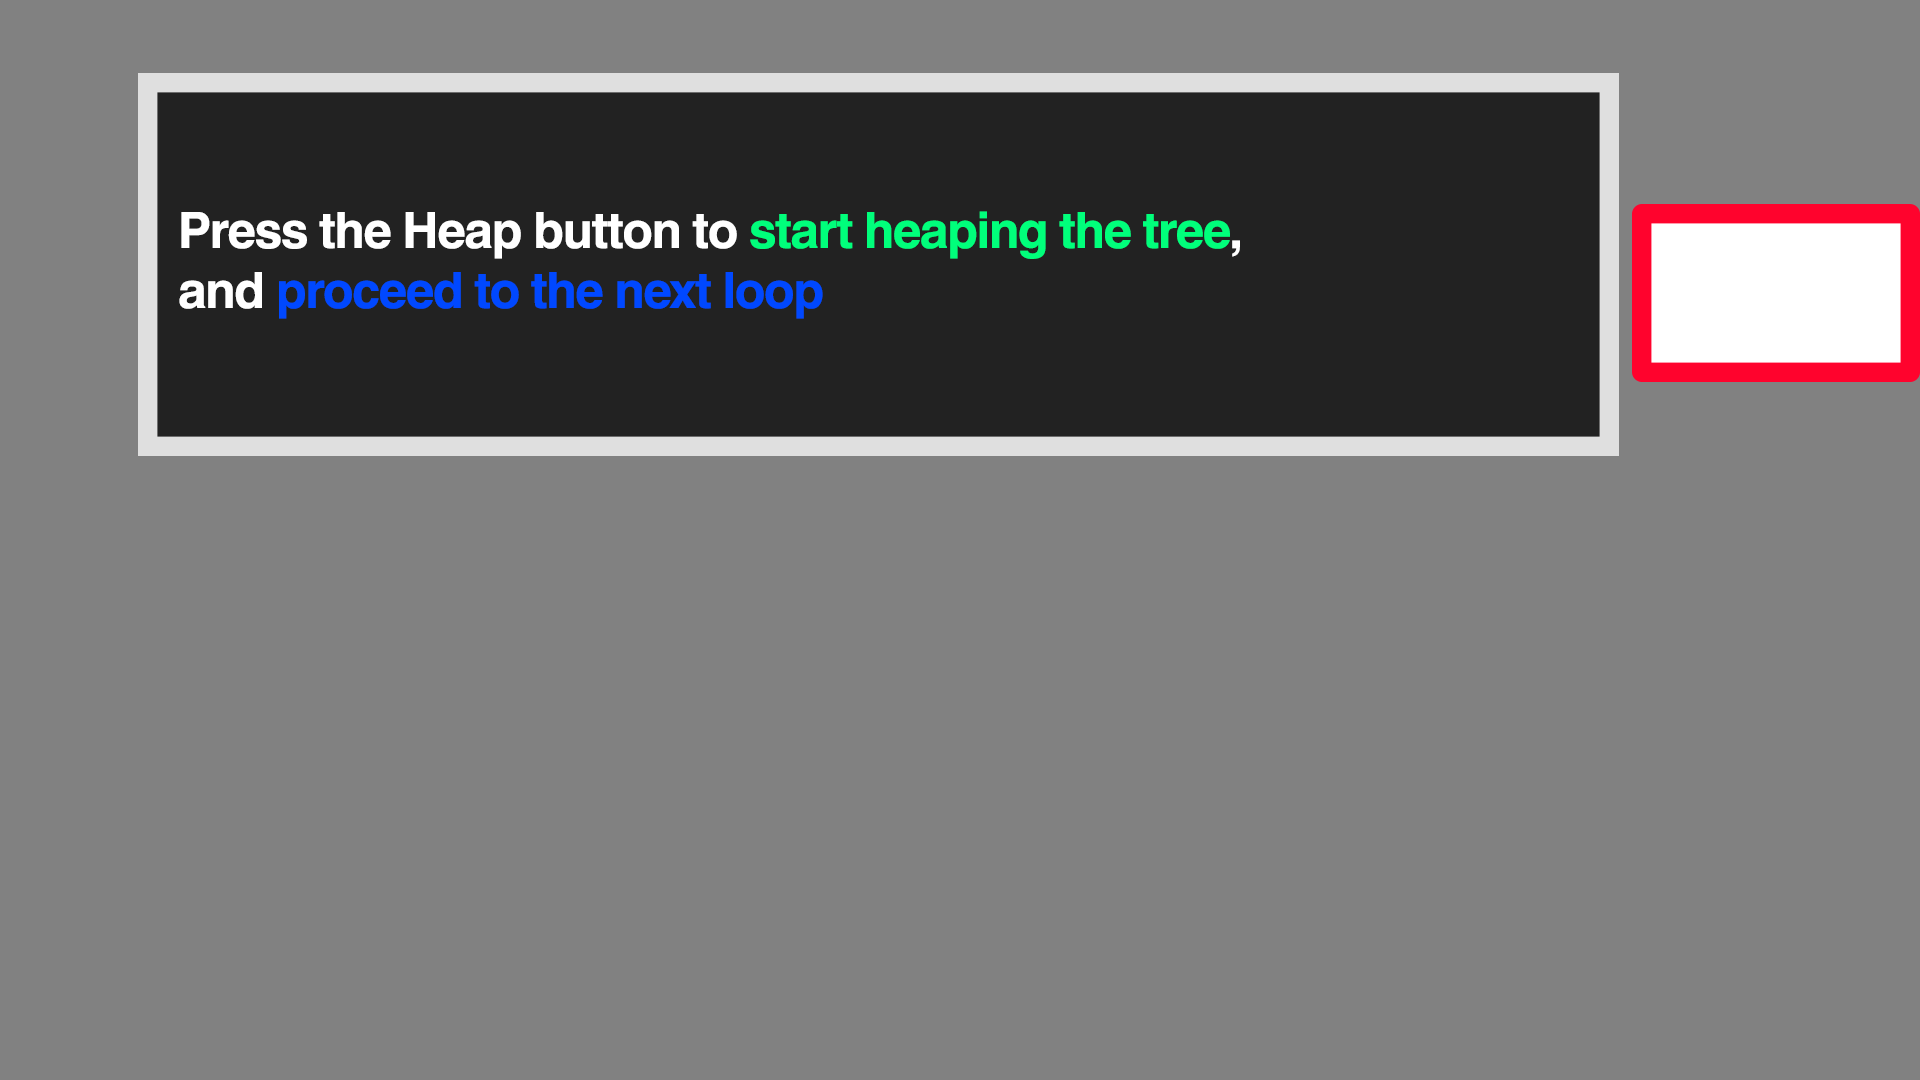 Press the Heap button to start heaping the tree,
and proceed to the next loop